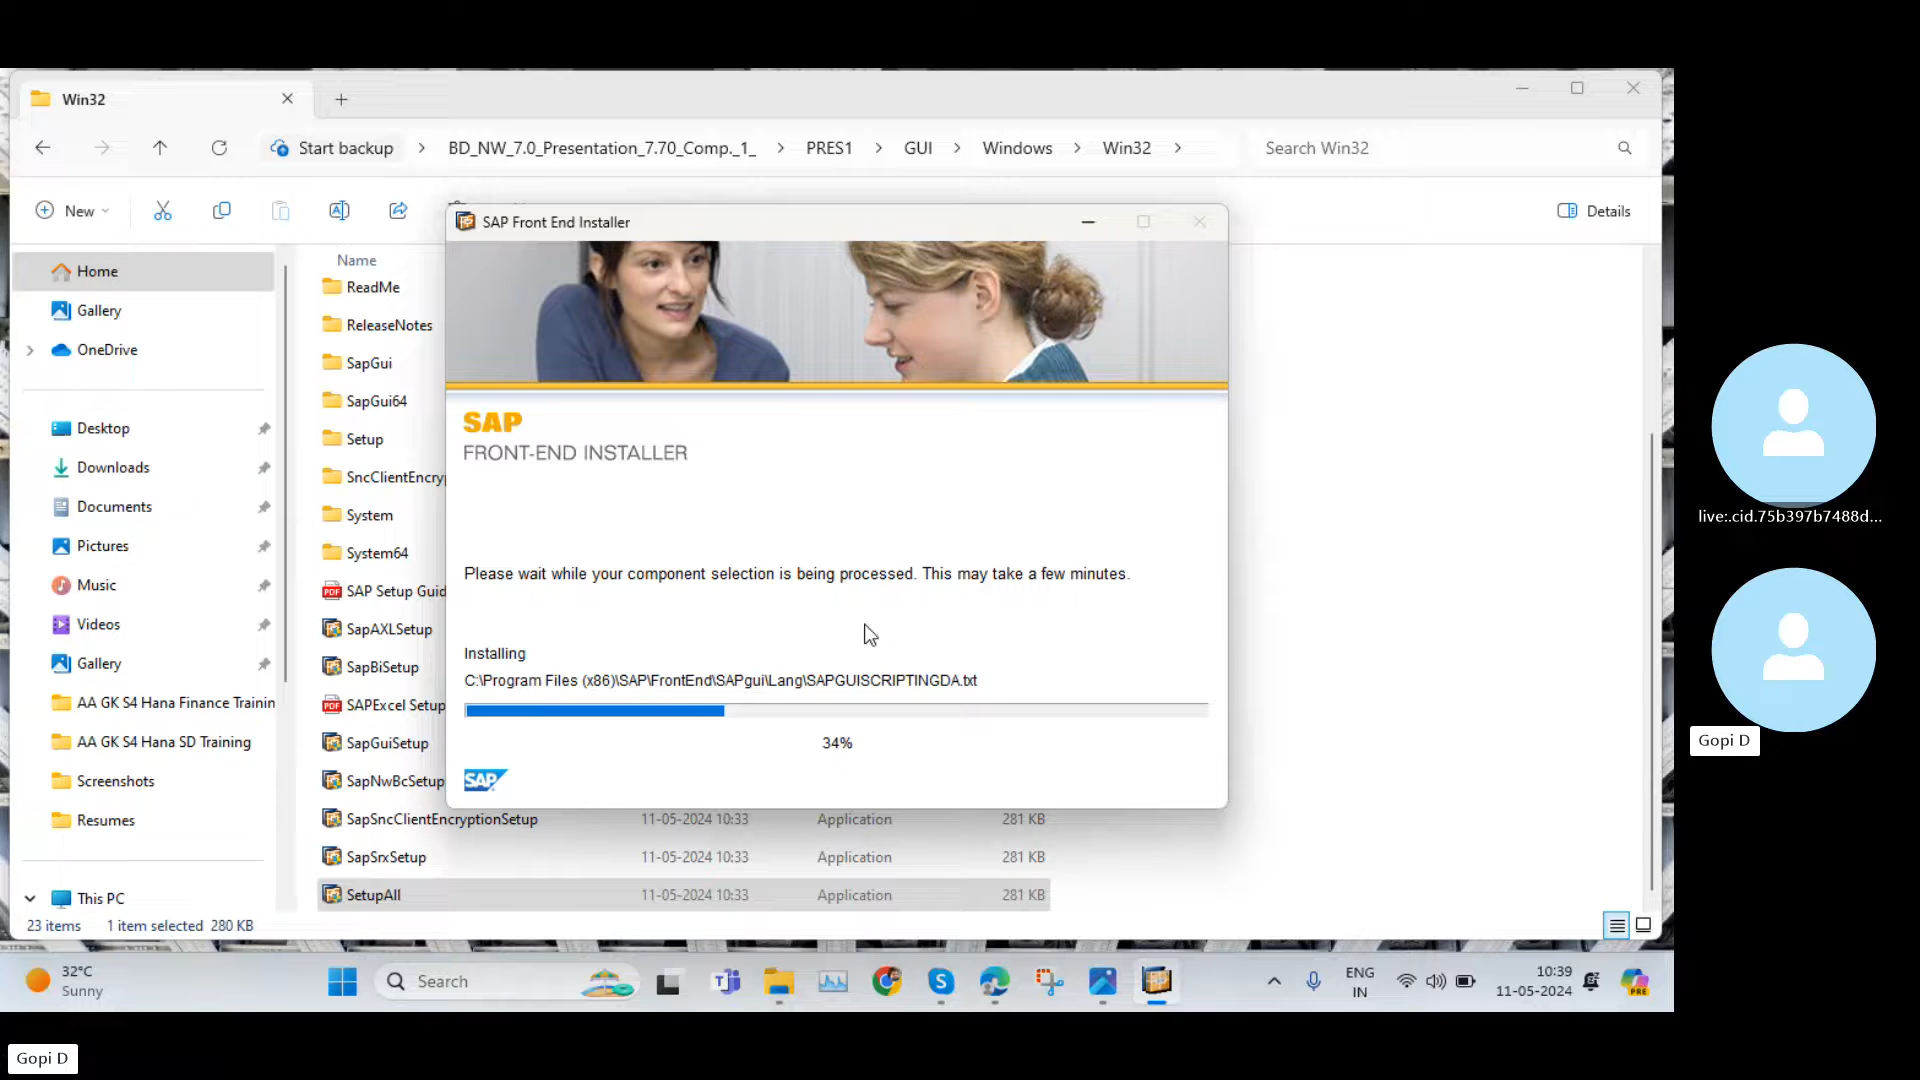 Win32
Start backup
BD_NW_7.0_Presentation_7.70_Comp._1_
PRES1
GUI
Windows
Win32
Search Win32
New
Details
SAP Front End Installer
Home
Gallery
OneDrive
Desktop
Downloads
Documents
Pictures
Music
Videos
Gallery
AA GK S4 Hana Finance Trainin
AA GK S4 Hana SD Training
Screenshots
Resumes
This PC
Name
ReadMe
ReleaseNotes
SapGui
SapGui64
Setup
SncClientEncry
System
System64
PDF SAP Setup Guid
SapAXLSetup
SapBiSetup
PDF SAPExcel Setup
SapGuiSetup
SapNwBcSetup
SapSncClientEncryptionSetup 11-05-2024 10:33 Application 281 KB
SapSrxSetup 11-05-2024 10:33 Application 281 KB
SetupAll 11-05-2024 10:33 Application 281 KB
SAP
FRONT-END INSTALLER
Please wait while your component selection is being processed. This may take a few minutes.
Installing
C:\Program Files (x86)\SAP\FrontEnd\SAPgui\Lang\SAPGUISCRIPTINGDA.txt
34%
SAP
23 items 1 item selected 280 KB
32°C
Sunny
Search
ENG
IN
10:39
11-05-2024
PRE
live:.cid.75b397b7488d...
Gopi D
Gopi D